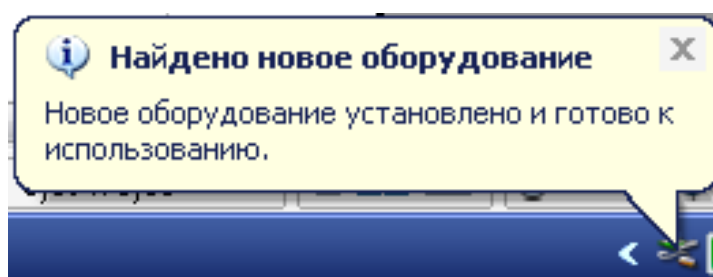 Найдено новое оборудование
Новое оборудование установлено и готово к
использованию.